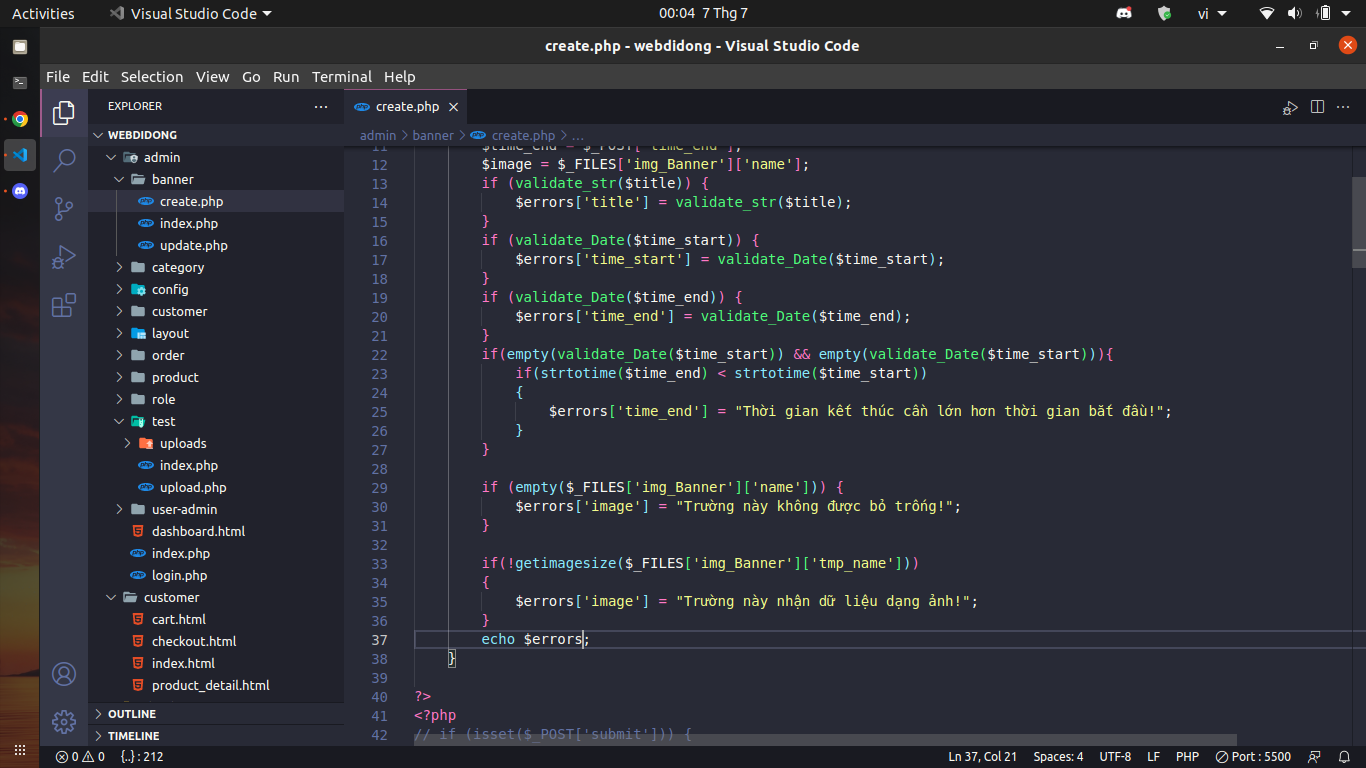 Activities
Visual Studio Code
00:04 7 Thg 7
vi
create.php - webdidong - Visual Studio Code
File Edit Selection View Go Run Terminal Help
EXPLORER
WEBDIDONG
admin
banner
create.php
index.php
update.php
category
config
customer
layout
order
product
role
test
uploads
index.php
upload.php
user-admin
dashboard.html
index.php
login.php
customer
cart.html
checkout.html
index.html
product_detail.html
OUTLINE
TIMELINE
create.php
admin > banner > create.php > ...
11 $time_end = $_POST['time_end'];
12 $image = $_FILES['img_Banner']['name'];
13 if (validate_str($title)) {
14 $errors['title'] = validate_str($title);
15 }
16 if (validate_Date($time_start)) {
17 $errors['time_start'] = validate_Date($time_start);
18 }
19 if (validate_Date($time_end)) {
20 $errors['time_end'] = validate_Date($time_end);
21 }
22 if(empty(validate_Date($time_start)) && empty(validate_Date($time_start))){
23 if(strtotime($time_end) < strtotime($time_start))
24 {
25 $errors['time_end'] = "Thời gian kết thúc cần lớn hơn thời gian bắt đầu!";
26 }
27 }
28
29 if (empty($_FILES['img_Banner']['name'])) {
30 $errors['image'] = "Trường này không được bỏ trống!";
31 }
32
33 if(!getimagesize($_FILES['img_Banner']['tmp_name']))
34 {
35 $errors['image'] = "Trường này nhận dữ liệu dạng ảnh!";
36 }
37 echo $errors;
38 }
39
40 ?>
41 <?php
42 // if (isset($_POST['submit'])) {
0 0 {..} : 212
Ln 37, Col 21 Spaces: 4 UTF-8 LF PHP Port : 5500